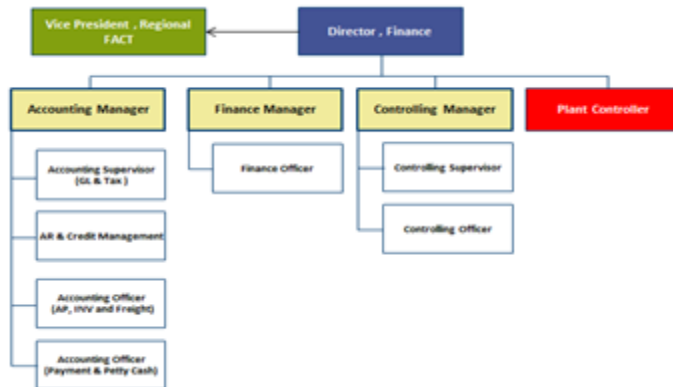 Vice President , Regional
FACT
Director , Finance
Accounting Manager
Finance Manager
Controlling Manager
Plant Controller
Accounting Supervisor
(GL & Tax )
Finance Officer
Controlling Supervisor
AR & Credit Management
Controlling Officer
Accounting Officer
(AP, INV and Freight)
Accounting Officer
(Payment & Petty Cash)